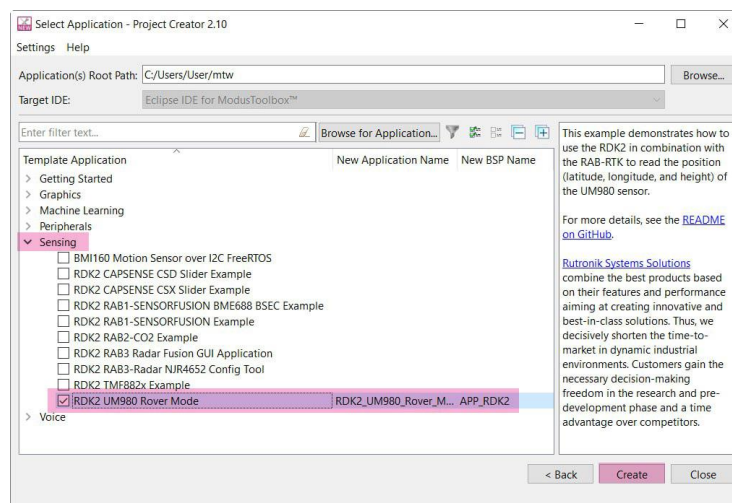 Select Application - Project Creator 2.10
Settings Help
Application(s) Root Path: C:/Users/User/mtw Browse...
Target IDE: Eclipse IDE for ModusToolbox™
Enter filter text... Browse for Application...
Template Application New Application Name New BSP Name
Getting Started
Graphics
Machine Learning
Peripherals
Sensing
BMI160 Motion Sensor over I2C FreeRTOS
RDK2 CAPSENSE CSD Slider Example
RDK2 CAPSENSE CSX Slider Example
RDK2 RAB1-SENSORFUSION BME688 BSEC Example
RDK2 RAB1-SENSORFUSION Example
RDK2 RAB2-CO2 Example
RDK2 RAB3 Radar Fusion GUI Application
RDK2 RAB3-Radar NJR4652 Config Tool
RDK2 TMF882x Example
RDK2 UM980 Rover Mode RDK2_UM980_Rover_M... APP_RDK2
Voice
This example demonstrates how to
use the RDK2 in combination with
the RAB-RTK to read the position
(latitude, longitude, and height) of
the UM980 sensor.
For more details, see the README
on GitHub.
Rutronik Systems Solutions
combine the best products based
on their features and performance
aiming at creating innovative and
best-in-class solutions. Thus, we
decisively shorten the time-to-
market in dynamic industrial
environments. Customers gain the
necessary decision-making
freedom in the research and pre-
development phase and a time
advantage over competitors.
< Back Create Close